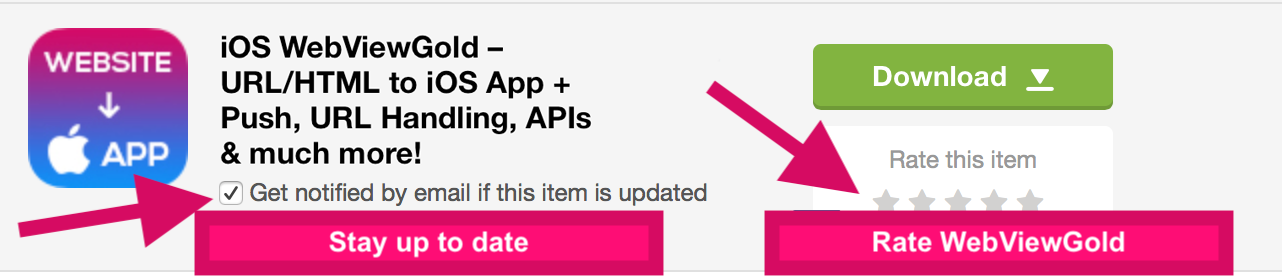 WEBSITE
APP
iOS WebViewGold –
URL/HTML to iOS App +
Push, URL Handling, APIs
& much more!
Get notified by email if this item is updated
Stay up to date
Download
Rate this item
Rate WebViewGold